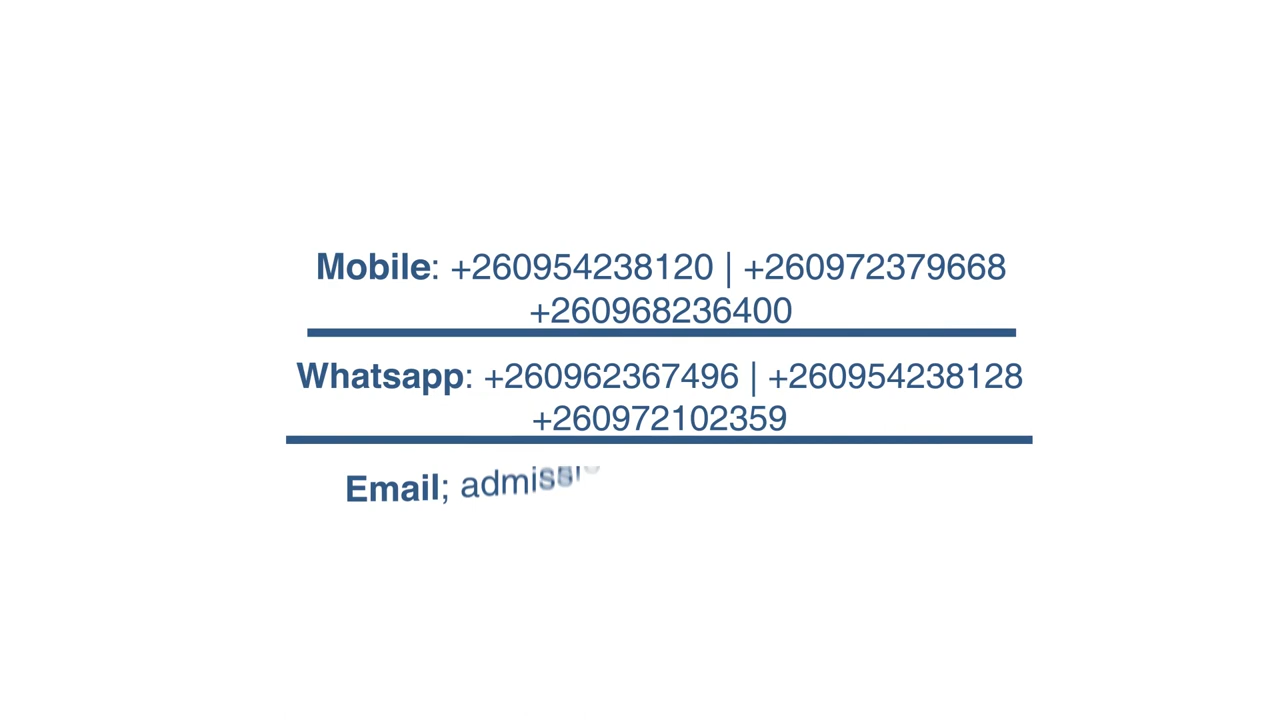 Mobile: +260954238120 | +260972379668
+260968236400
Whatsapp: +260962367496 | +260954238128
+260972102359
Email;